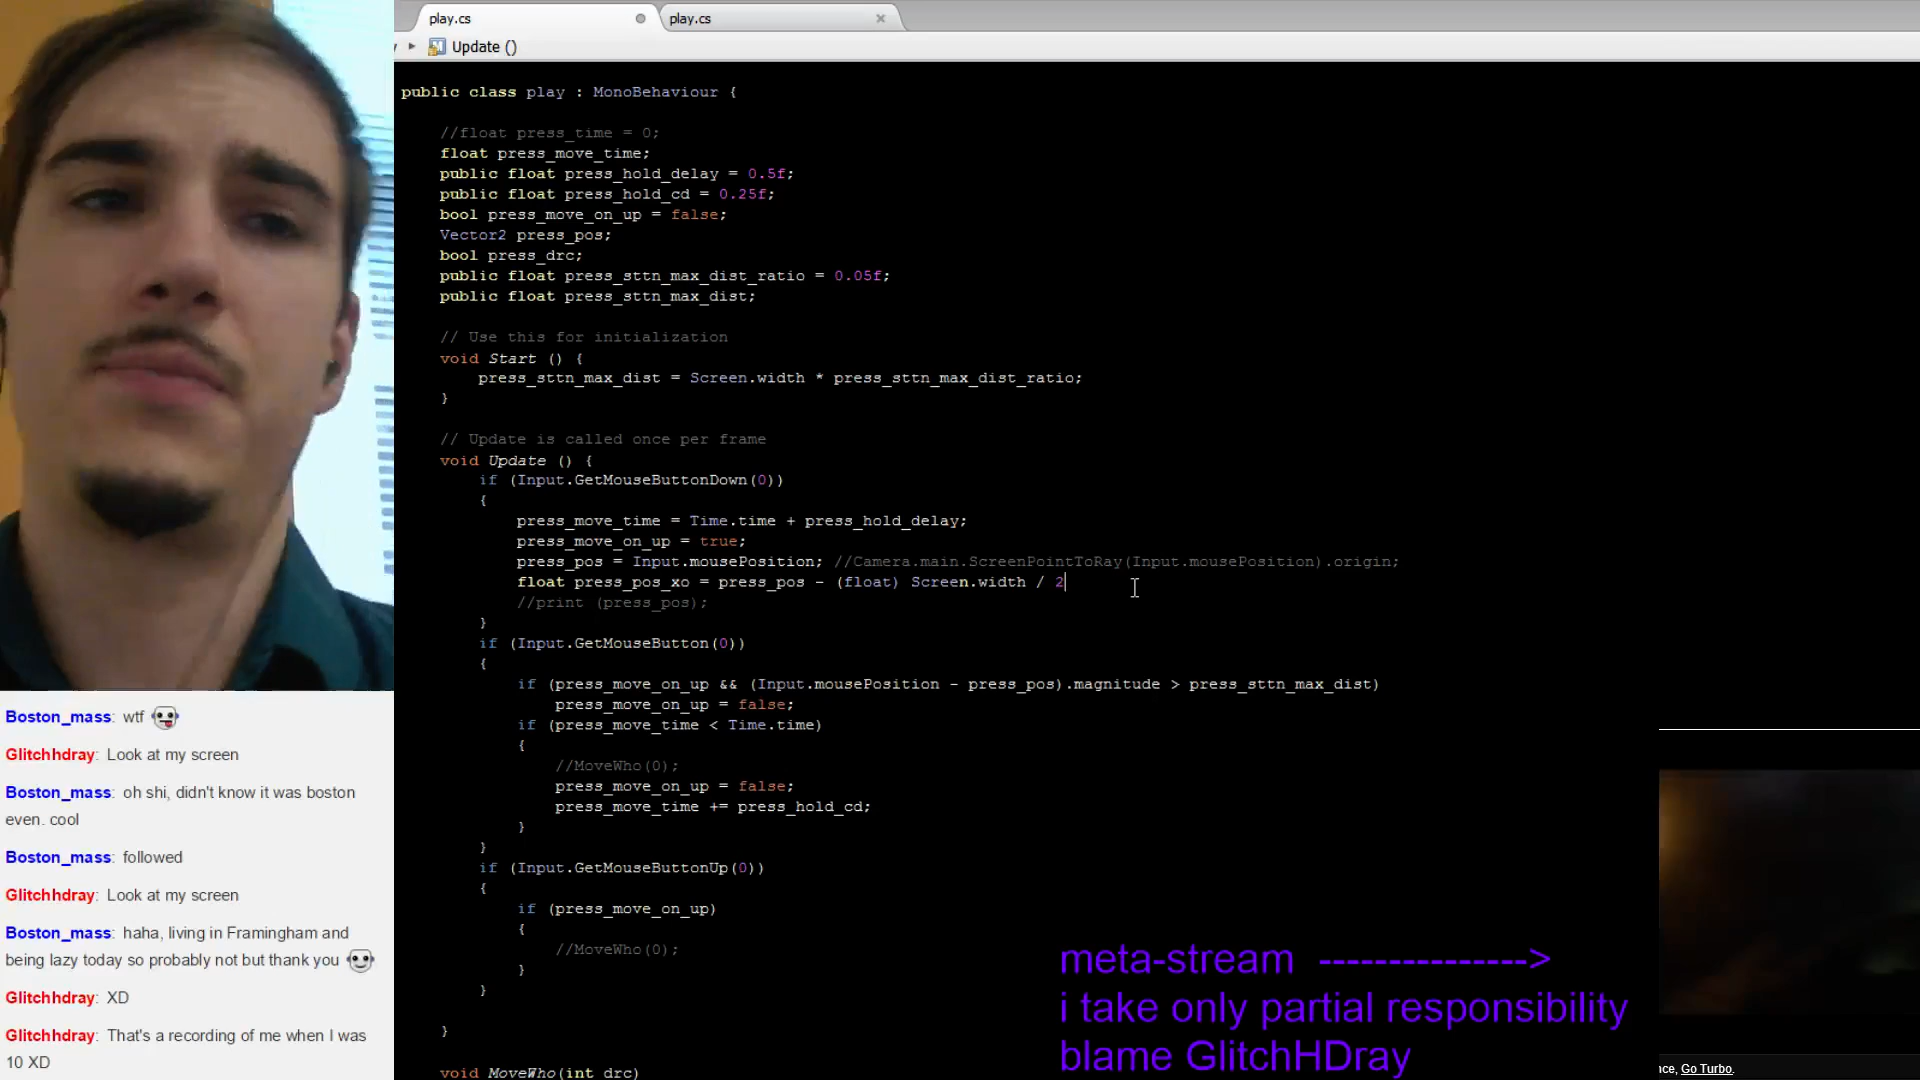 play.cs
play.cs
Update ()
public class play : MonoBehaviour {
//float press_time = 0;
float press_move_time;
public float press_hold_delay = 0.5f;
public float press_hold_cd = 0.25f;
bool press_move_on_up = false;
Vector2 press_pos;
bool press_drc;
public float press_sttn_max_dist_ratio = 0.05f;
public float press_sttn_max_dist;
// Use this for initialization
void Start () {
press_sttn_max_dist = Screen.width * press_sttn_max_dist_ratio;
}
// Update is called once per frame
void Update () {
if (Input.GetMouseButtonDown(0))
{
press_move_time = Time.time + press_hold_delay;
press_move_on_up = true;
press_pos = Input.mousePosition; //Camera.main.ScreenPointToRay(Input.mousePosition).origin;
float press_pos_xo = press_pos - (float) Screen.width / 2
//print (press_pos);
}
if (Input.GetMouseButton(0))
{
if (press_move_on_up && (Input.mousePosition - press_pos).magnitude > press_sttn_max_dist)
press_move_on_up = false;
if (press_move_time < Time.time)
{
//MoveWho(0);
press_move_on_up = false;
press_move_time += press_hold_cd;
}
}
if (Input.GetMouseButtonUp(0))
{
if (press_move_on_up)
{
//MoveWho(0);
}
}
}
void MoveWho(int drc)
Boston_mass: wtf
Glitchhdray: Look at my screen
Boston_mass: oh shi, didn't know it was boston
even. cool
Boston_mass: followed
Glitchhdray: Look at my screen
Boston_mass: haha, living in Framingham and
being lazy today so probably not but thank you
Glitchhdray: XD
Glitchhdray: That's a recording of me when I was
10 XD
meta-stream --------------->
i take only partial responsibility
blame GlitchHDray
nce, Go Turbo.